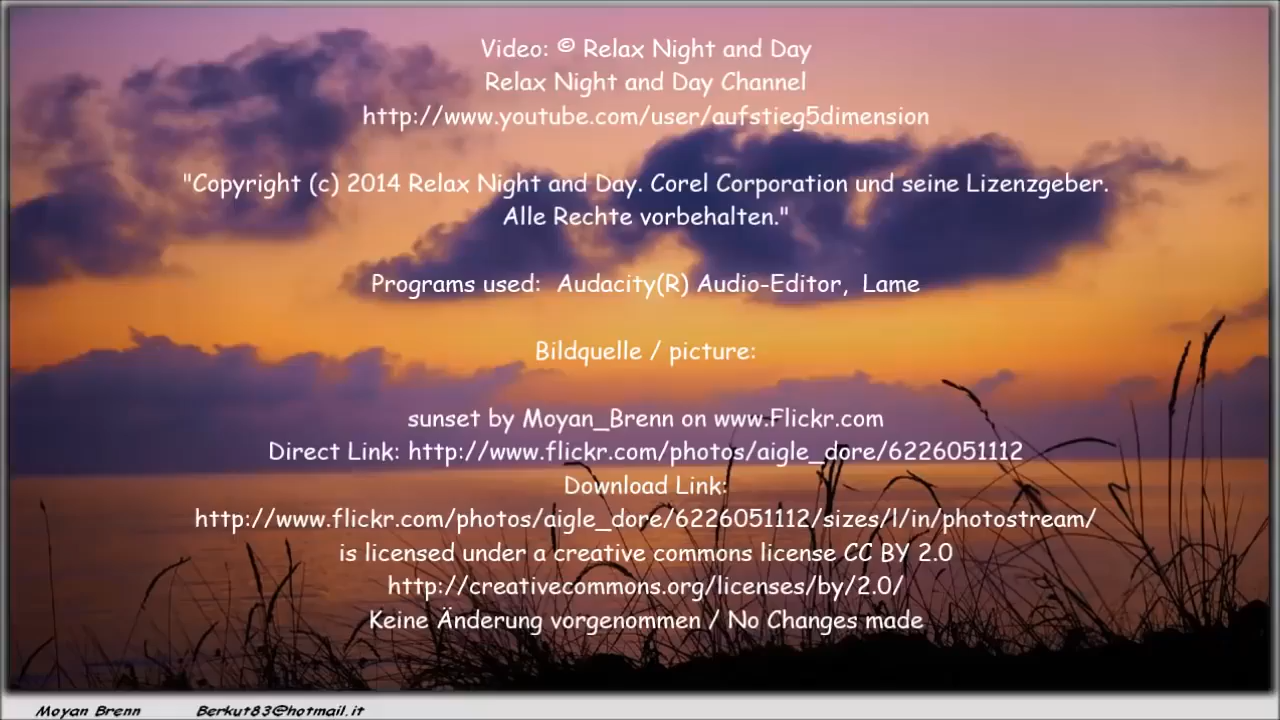 Video: © Relax Night and Day
Relax Night and Day Channel
http://www.youtube.com/user/aufstieg5dimension
"Copyright (c) 2014 Relax Night and Day. Corel Corporation und seine Lizenzgeber.
Alle Rechte vorbehalten."
Programs used:  Audacity(R) Audio-Editor,  Lame
Bildquelle / picture:
sunset by Moyan_Brenn on www.Flickr.com
Direct Link: http://www.flickr.com/photos/aigle_dore/6226051112
Download Link:
http://www.flickr.com/photos/aigle_dore/6226051112/sizes/l/in/photostream/
is licensed under a creative commons license CC BY 2.0
http://creativecommons.org/licenses/by/2.0/
Keine Änderung vorgenommen / No Changes made
Moyan Brenn Berkut83@hotmail.it